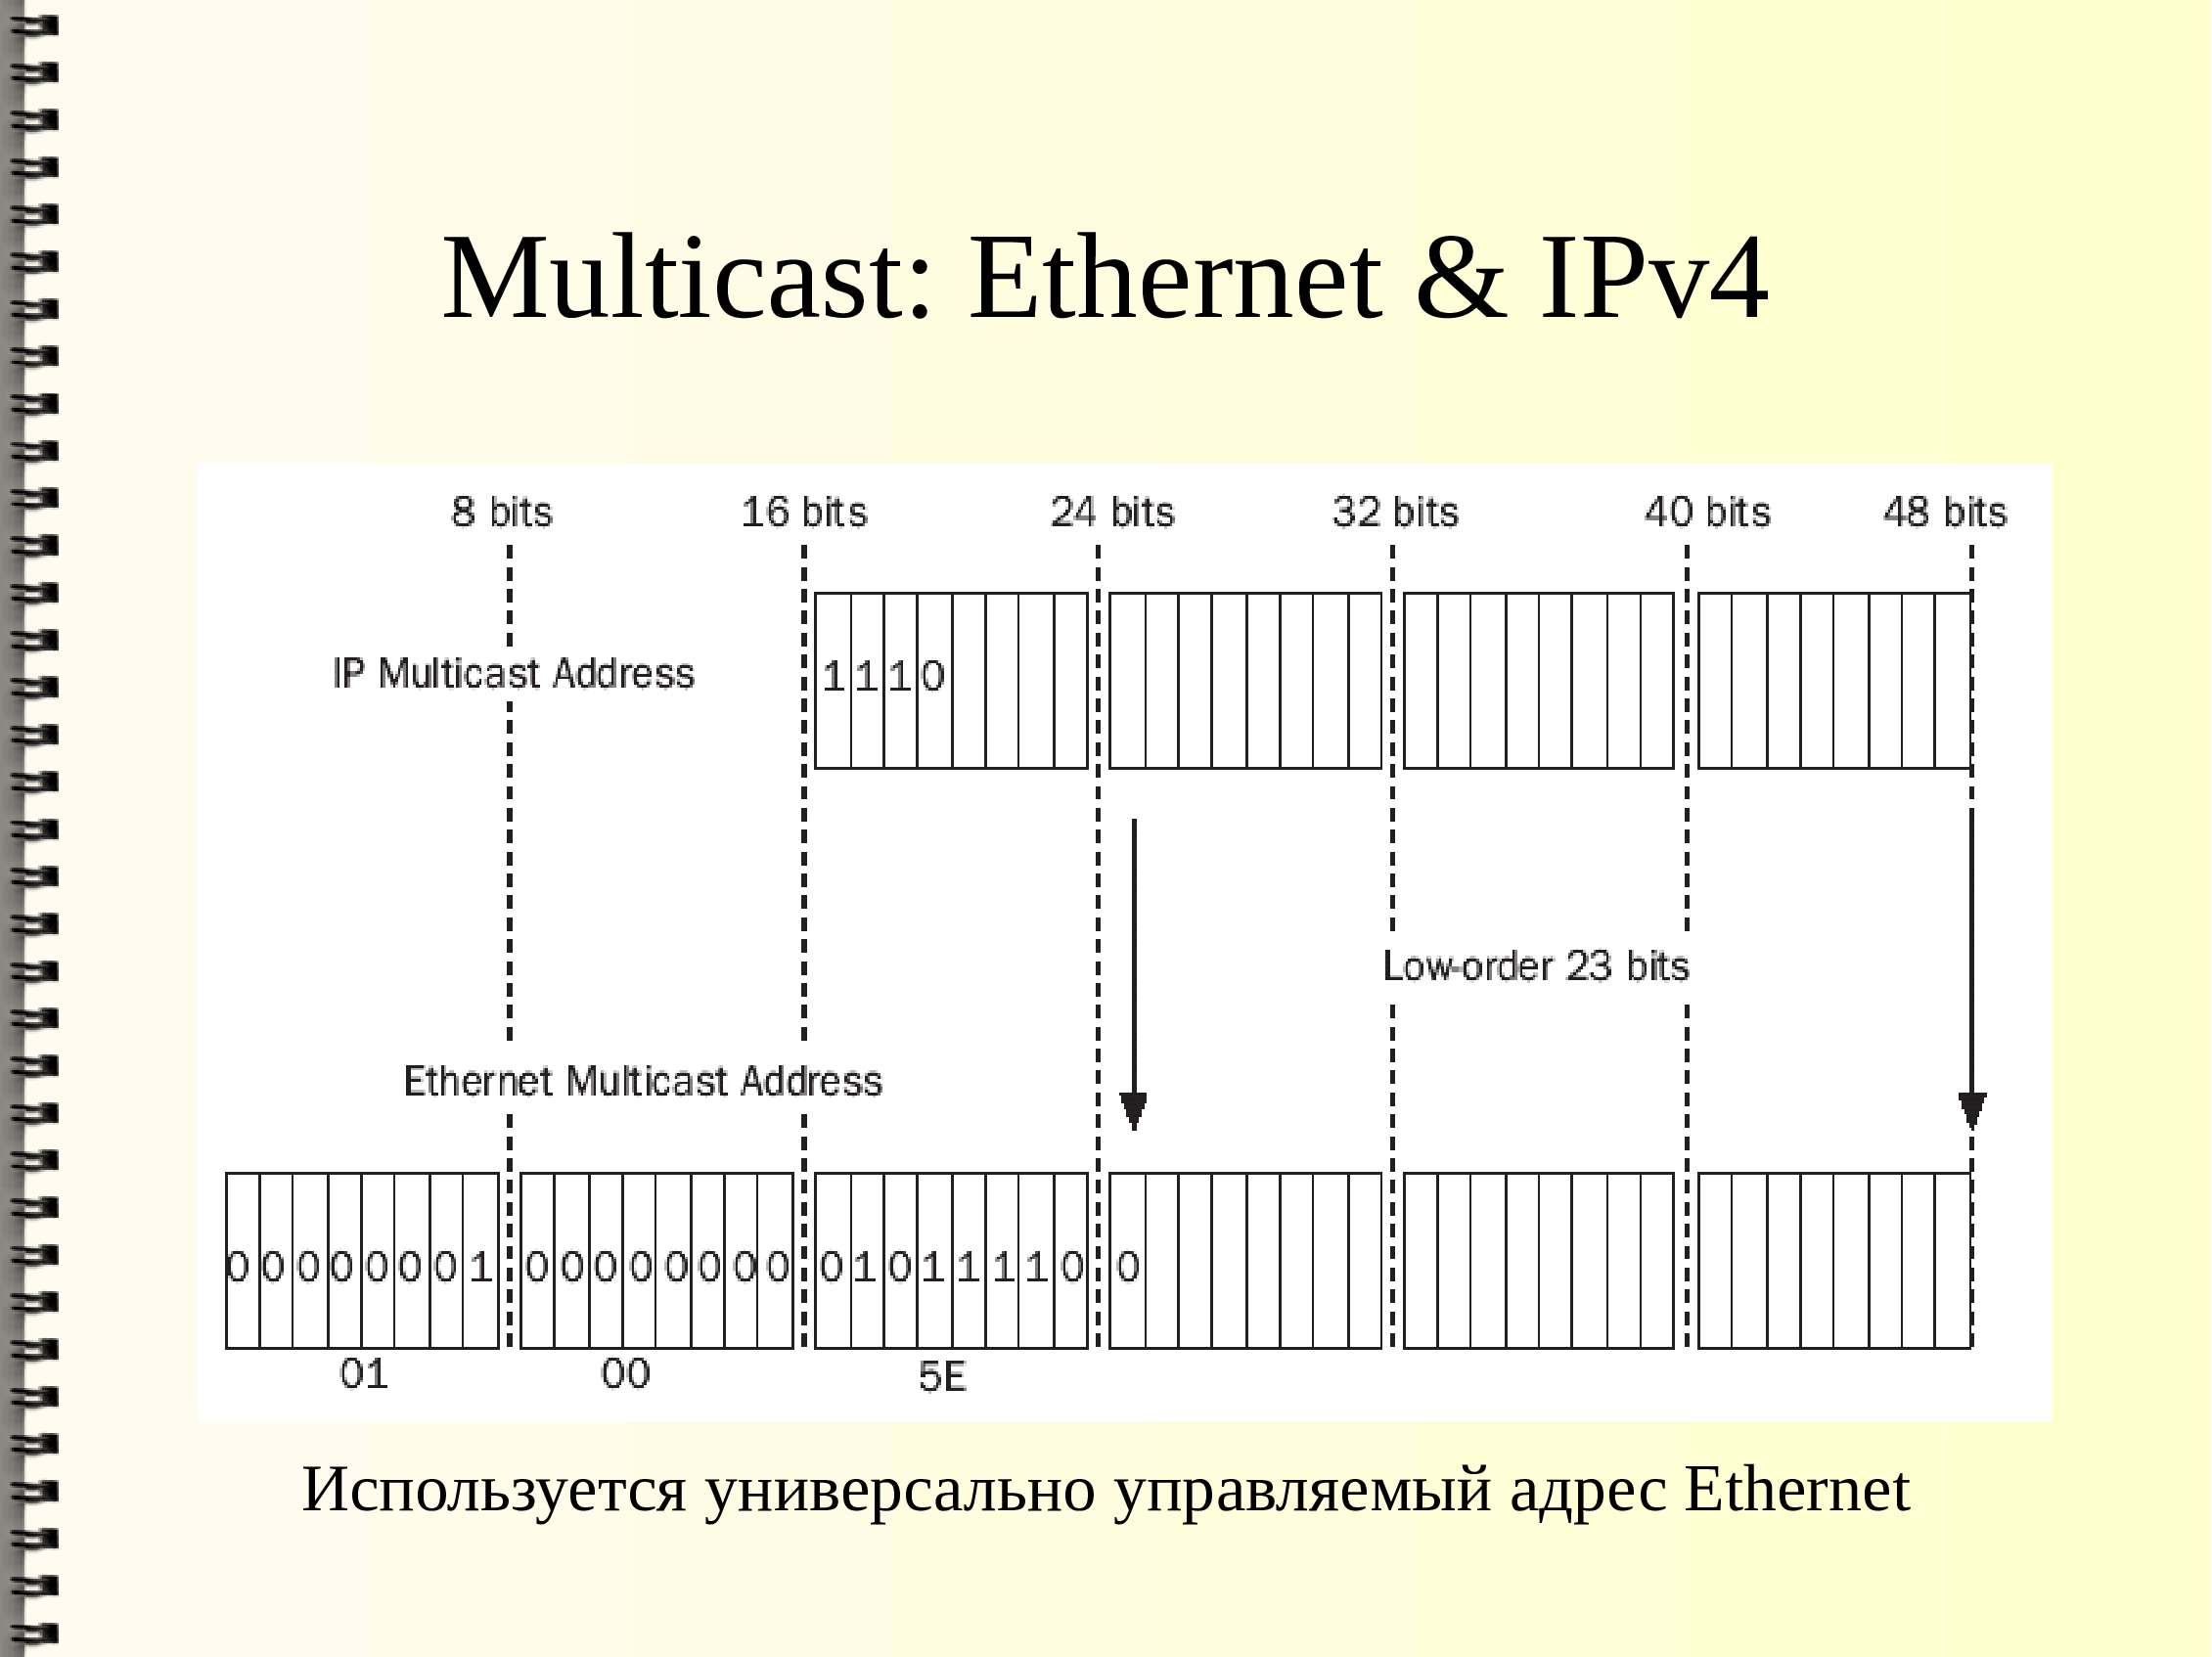 Multicast: Ethernet & IPv4
8 bits 16 bits 24 bits 32 bits 40 bits 48 bits
IP Multicast Address 1 1 1 0
Low-order 23 bits
Ethernet Multicast Address
0 0 0 0 0 0 0 1 0 0 0 0 0 0 0 0 0 1 0 1 1 1 1 0 0
01 00 5E
Используется универсально управляемый адрес Ethernet